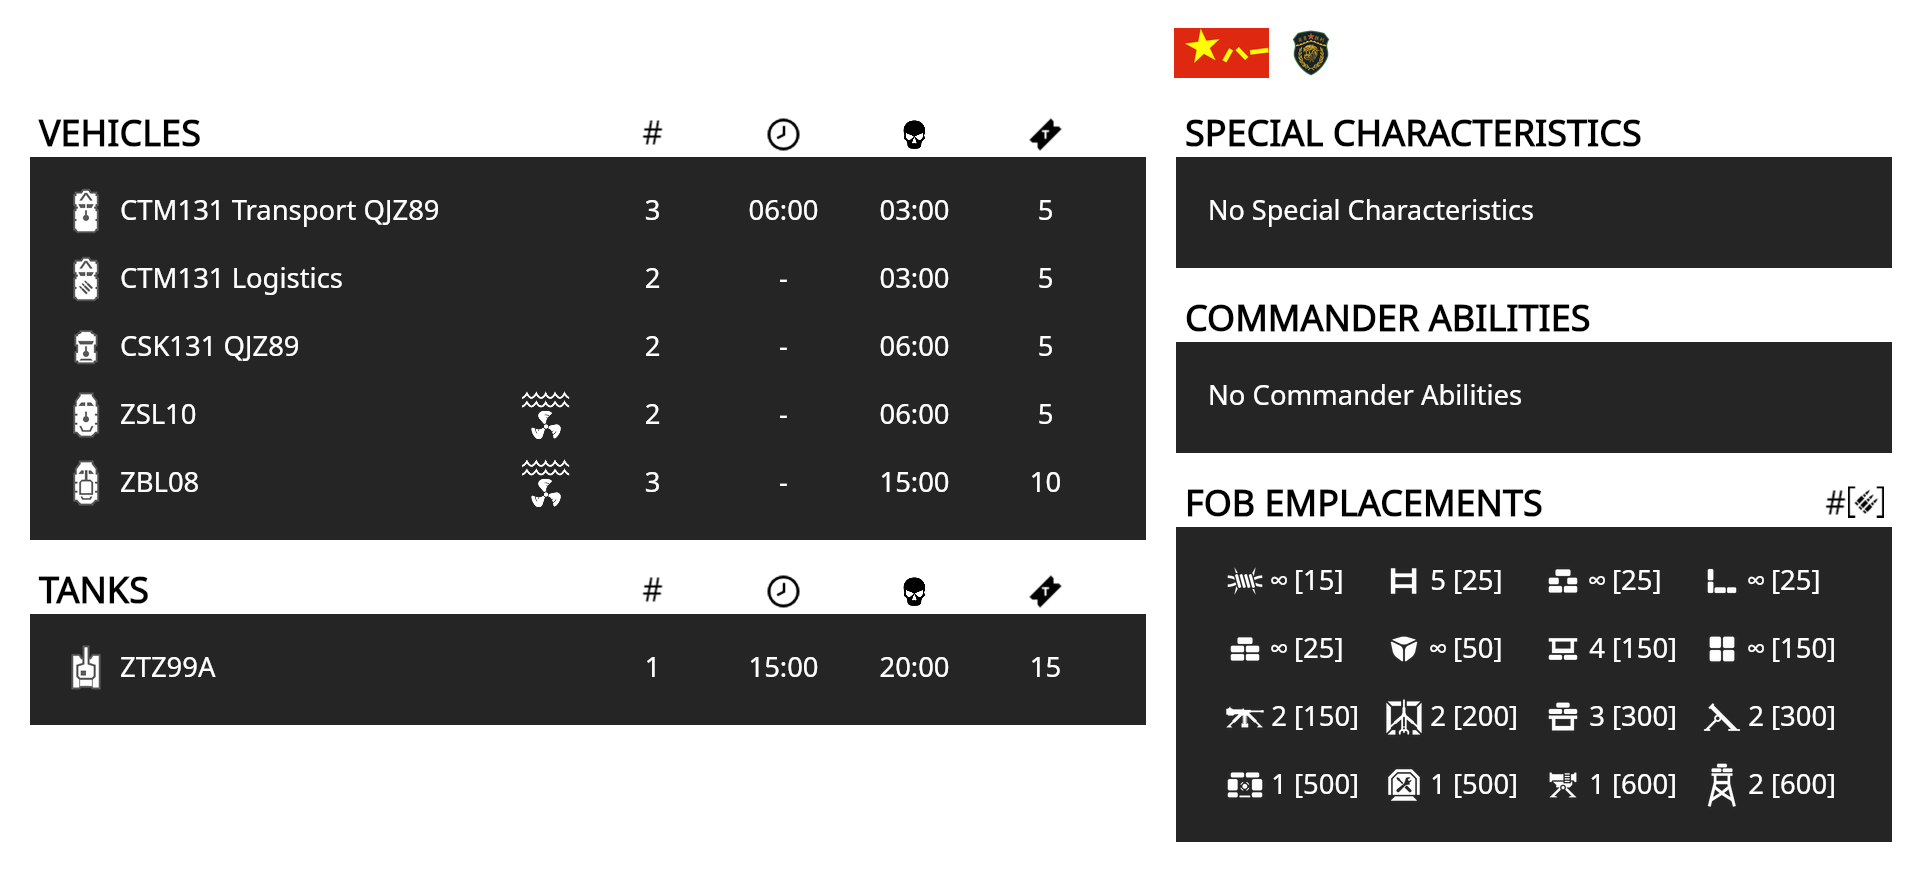 八一
VEHICLES #
CTM131 Transport QJZ89 3 06:00 03:00 5
CTM131 Logistics 2 - 03:00 5
CSK131 QJZ89 2 - 06:00 5
ZSL10 2 - 06:00 5
ZBL08 3 - 15:00 10
TANKS #
ZTZ99A 1 15:00 20:00 15
SPECIAL CHARACTERISTICS
No Special Characteristics
COMMANDER ABILITIES
No Commander Abilities
FOB EMPLACEMENTS #[]
∞ [15] 5 [25] ∞ [25] ∞ [25]
∞ [25] ∞ [50] 4 [150] ∞ [150]
2 [150] 2 [200] 3 [300] 2 [300]
1 [500] 1 [500] 1 [600] 2 [600]